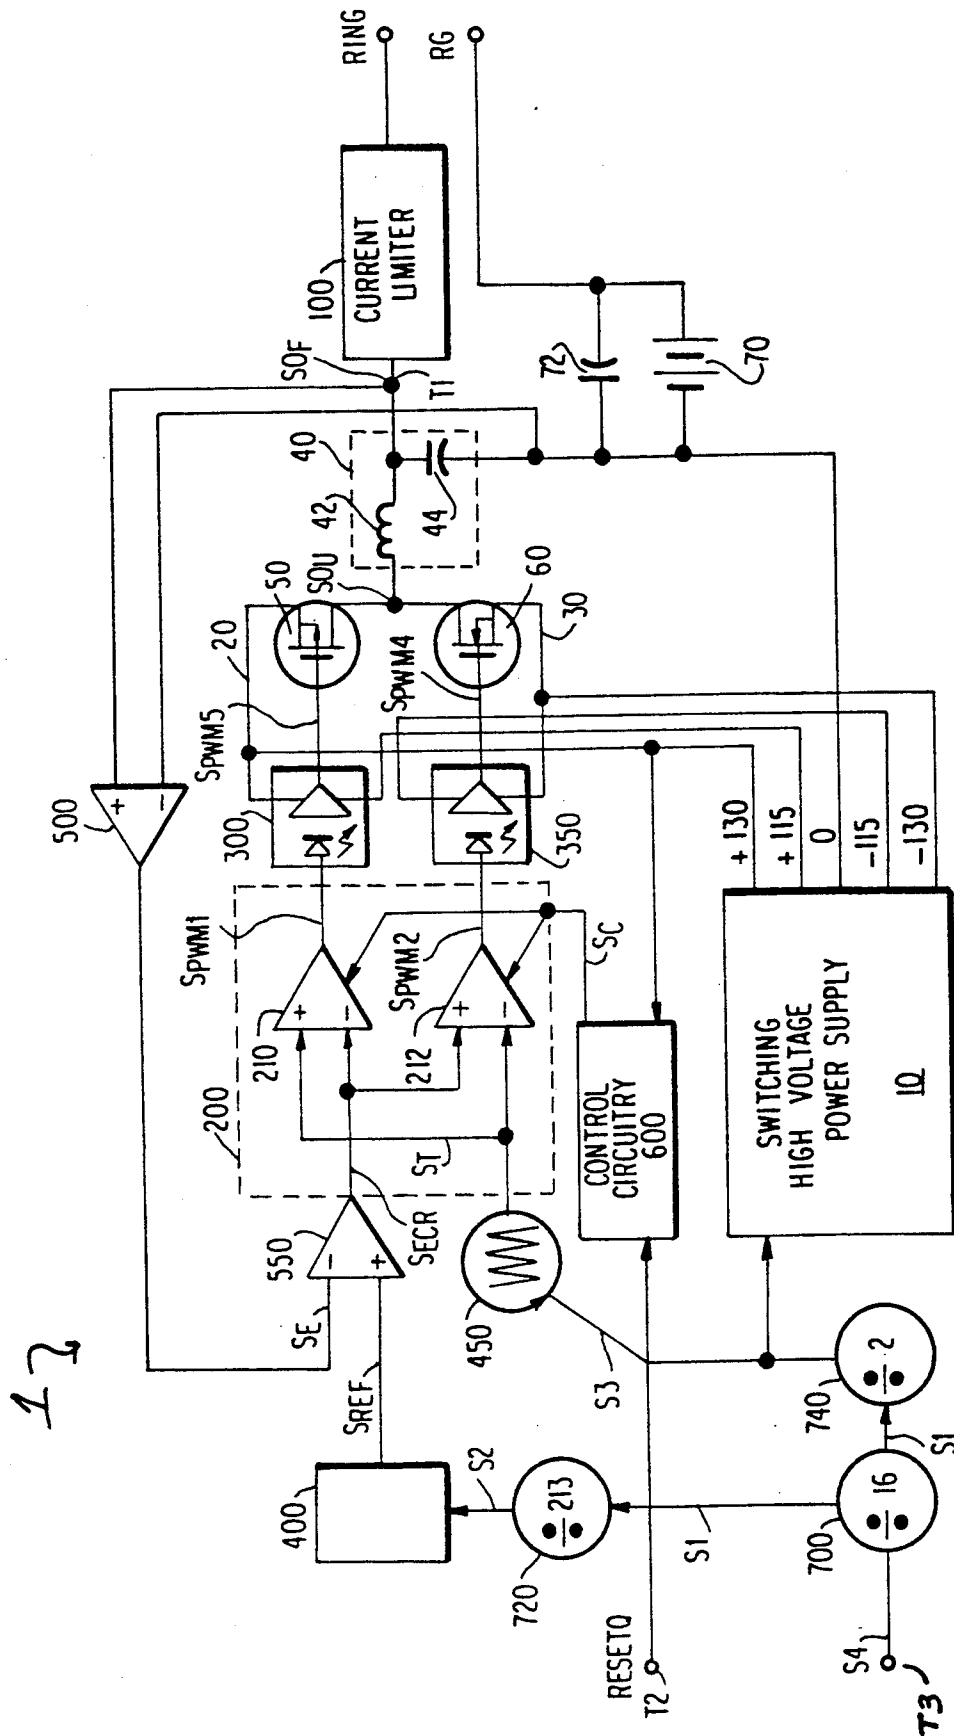 1
RING
RG
500
+
−
100
CURRENT
LIMITER
SOF
T1
40
42
44
72
70
SOU
50
60
20
30
SPWM5
SPWM4
300
350
200
SPWM1
SPWM2
210
+
−
212
+
−
ST
SC
SECR
550
−
+
SE
SREF
450
S3
CONTROL
CIRCUITRY
600
+130
+115
0
−115
−130
SWITCHING
HIGH VOLTAGE
POWER SUPPLY
10
400
S2
720
÷ 213
S1
740
÷ 2
S1
700
÷ 16
RESETQ
T2
S4
T3